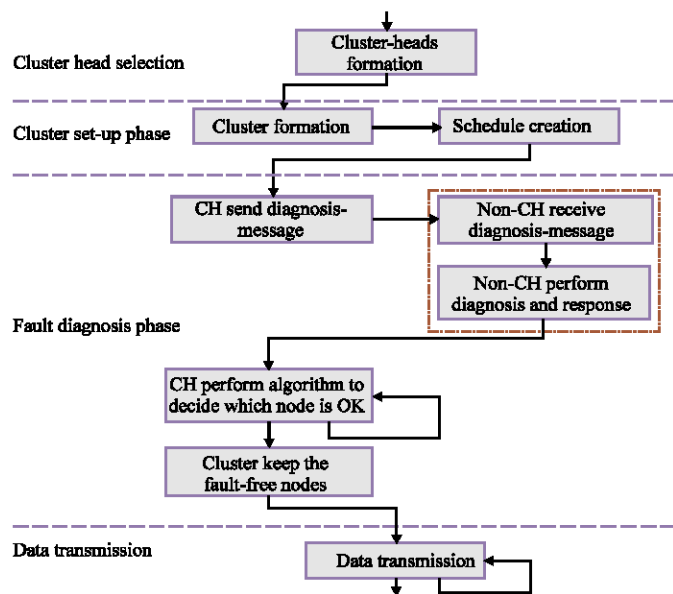 Cluster-heads
formation
Cluster head selection
Cluster formation
Schedule creation
Cluster set-up phase
CH send diagnosis-
message
Non-CH receive
diagnosis-message
Non-CH perform
diagnosis and response
Fault diagnosis phase
CH perform algorithm to
decide which node is OK
Cluster keep the
fault-free nodes
Data transmission
Data transmission